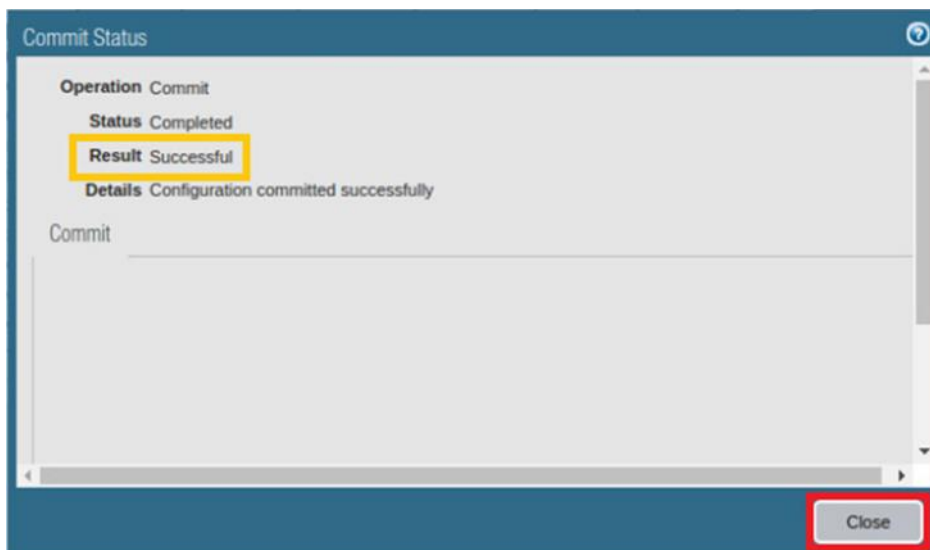 Commit Status
Operation Commit
Status Completed
Result Successful
Details Configuration committed successfully
Commit
Close